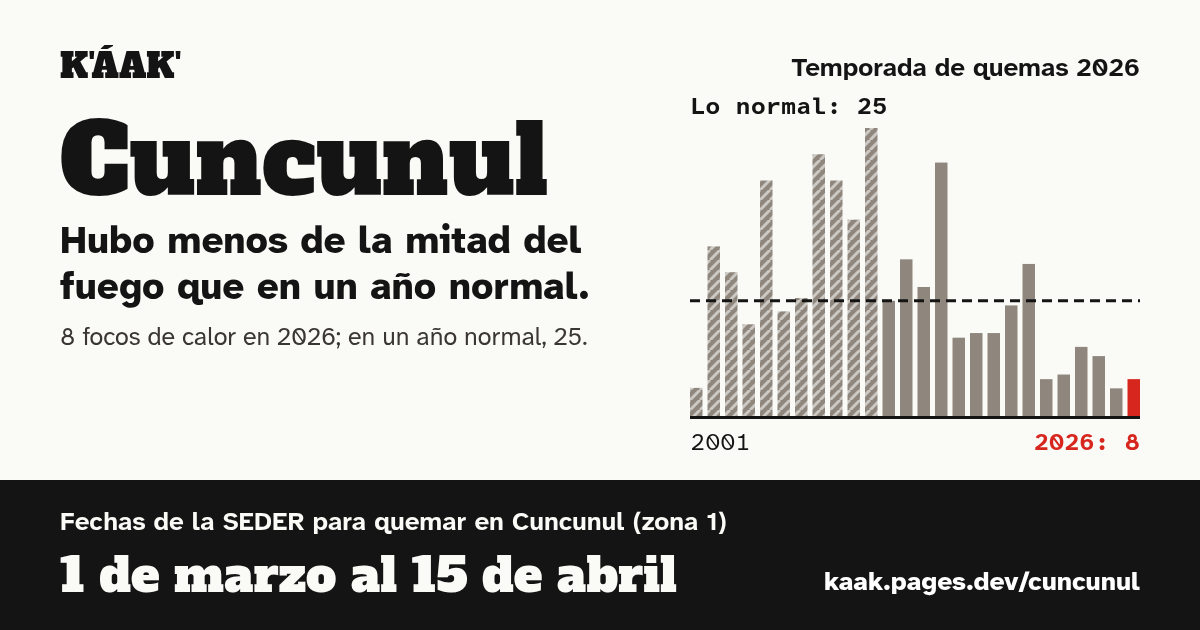 K'ÁAK'
Cuncunul
Hubo menos de la mitad del
fuego que en un año normal.
8 focos de calor en 2026; en un año normal, 25.
Temporada de quemas 2026
Lo normal: 25
2001
2026: 8
Fechas de la SEDER para quemar en Cuncunul (zona 1)
1 de marzo al 15 de abril
kaak.pages.dev/cuncunul